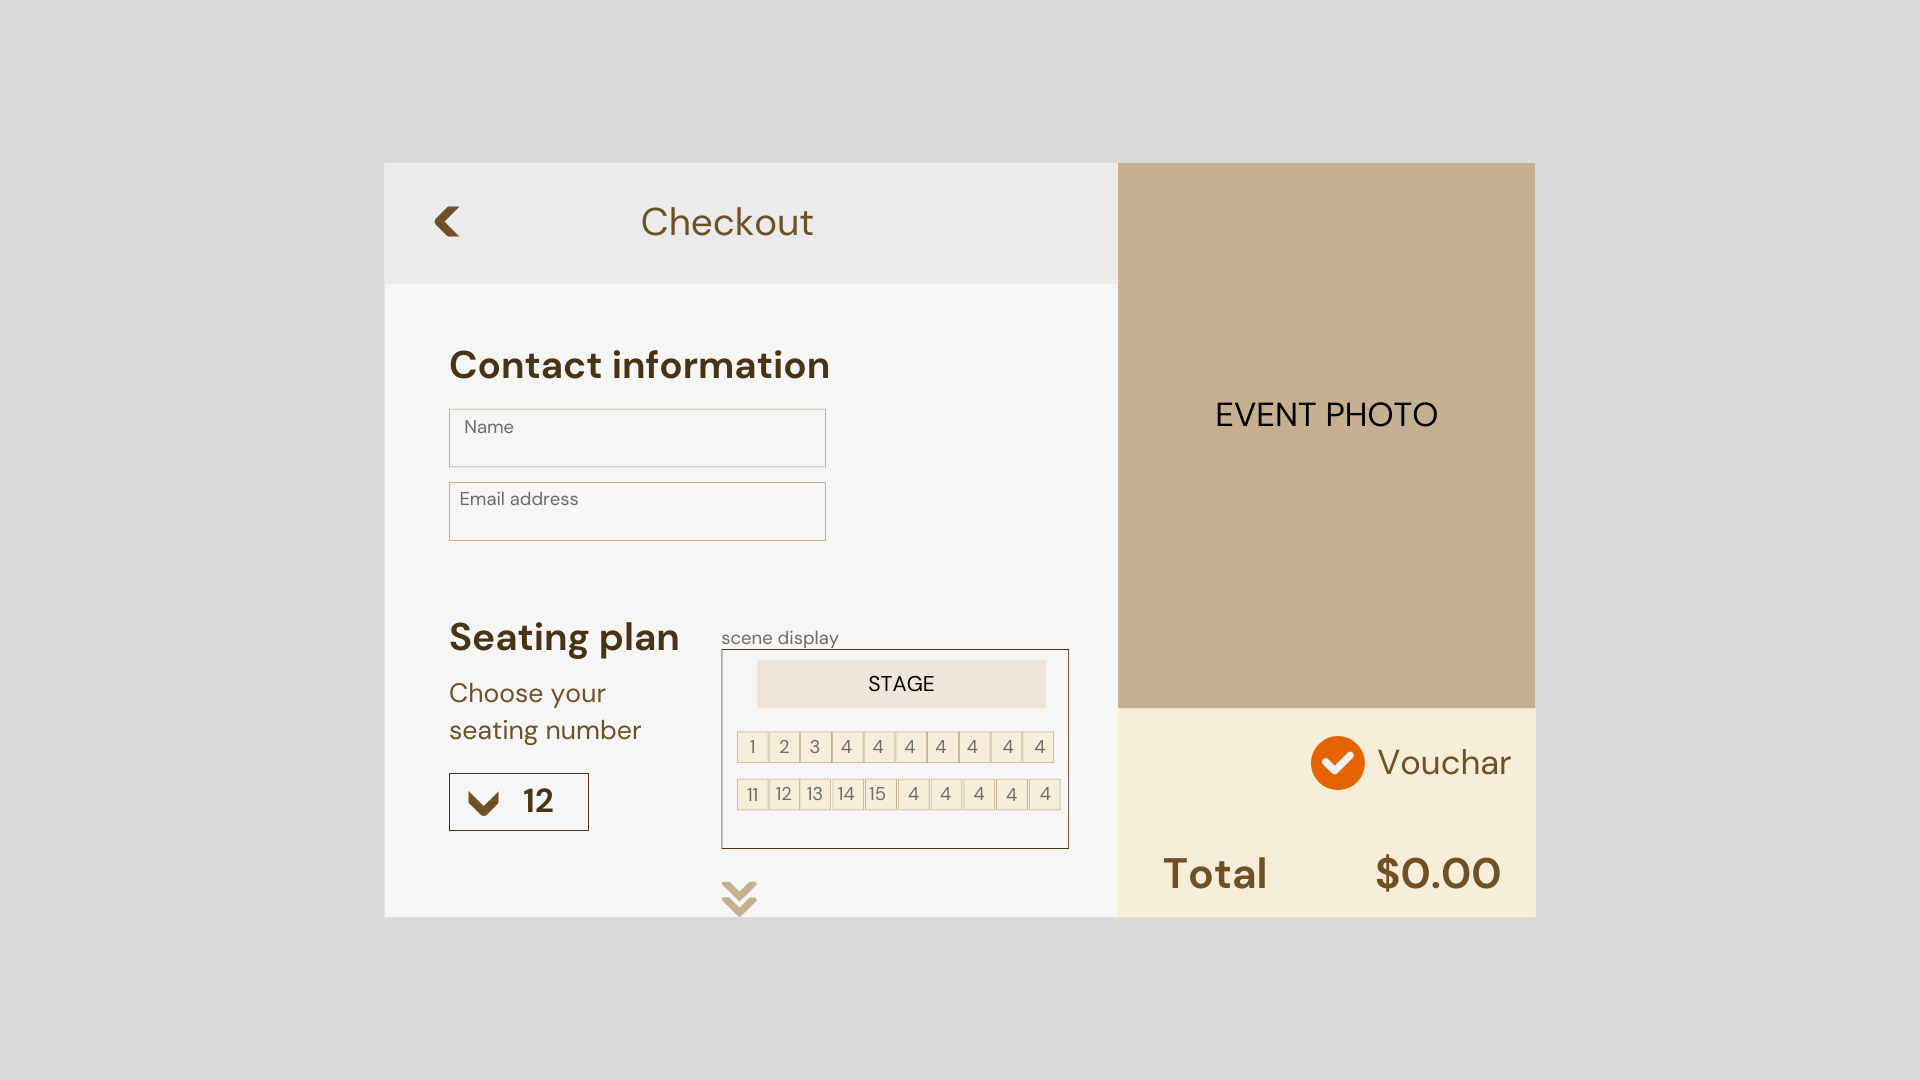 Checkout
Contact information
Name
Email address
Seating plan
Choose your
seating number
12
scene display
STAGE
1 2 3 4 4 4 4 4 4 4
11 12 13 14 15 4 4 4 4 4
EVENT PHOTO
Vouchar
Total $0.00